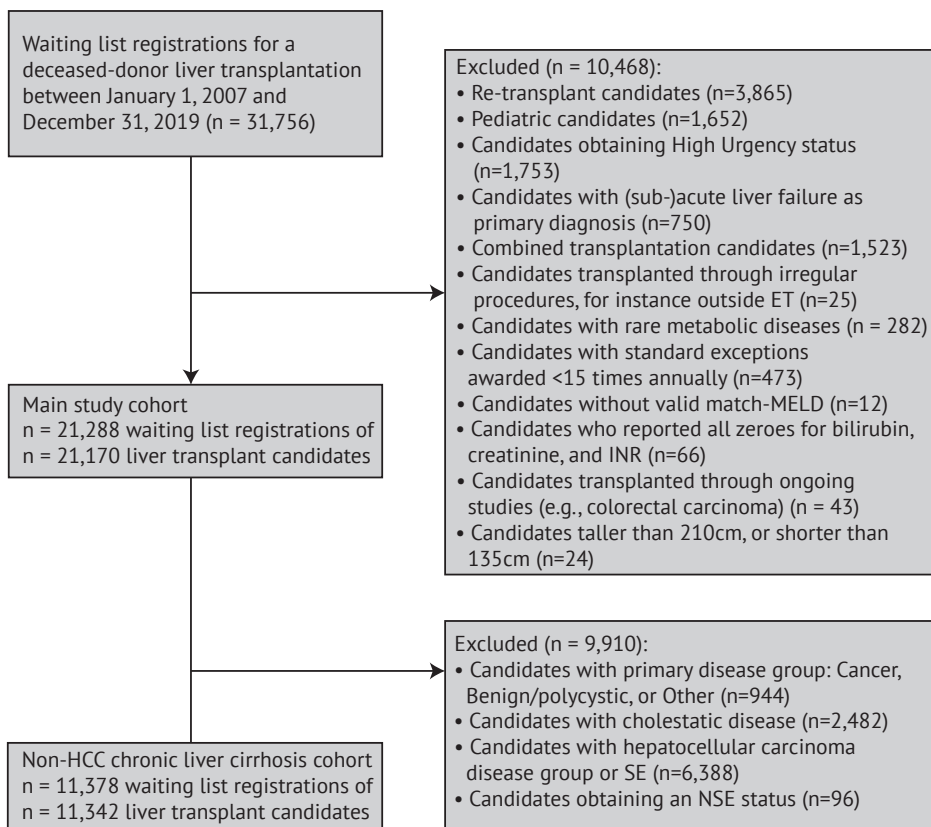 Waiting list registrations for a
deceased-donor liver transplantation
between January 1, 2007 and
December 31, 2019 (n = 31,756)
Excluded (n = 10,468):
• Re-transplant candidates (n=3,865)
• Pediatric candidates (n=1,652)
• Candidates obtaining High Urgency status
(n=1,753)
• Candidates with (sub-)acute liver failure as
primary diagnosis (n=750)
• Combined transplantation candidates (n=1,523)
• Candidates transplanted through irregular
procedures, for instance outside ET (n=25)
• Candidates with rare metabolic diseases (n = 282)
• Candidates with standard exceptions
awarded <15 times annually (n=473)
• Candidates without valid match-MELD (n=12)
• Candidates who reported all zeroes for bilirubin,
creatinine, and INR (n=66)
• Candidates transplanted through ongoing
studies (e.g., colorectal carcinoma) (n = 43)
• Candidates taller than 210cm, or shorter than
135cm (n=24)
Main study cohort
n = 21,288 waiting list registrations of
n = 21,170 liver transplant candidates
Excluded (n = 9,910):
• Candidates with primary disease group: Cancer,
Benign/polycystic, or Other (n=944)
• Candidates with cholestatic disease (n=2,482)
• Candidates with hepatocellular carcinoma
disease group or SE (n=6,388)
• Candidates obtaining an NSE status (n=96)
Non-HCC chronic liver cirrhosis cohort
n = 11,378 waiting list registrations of
n = 11,342 liver transplant candidates